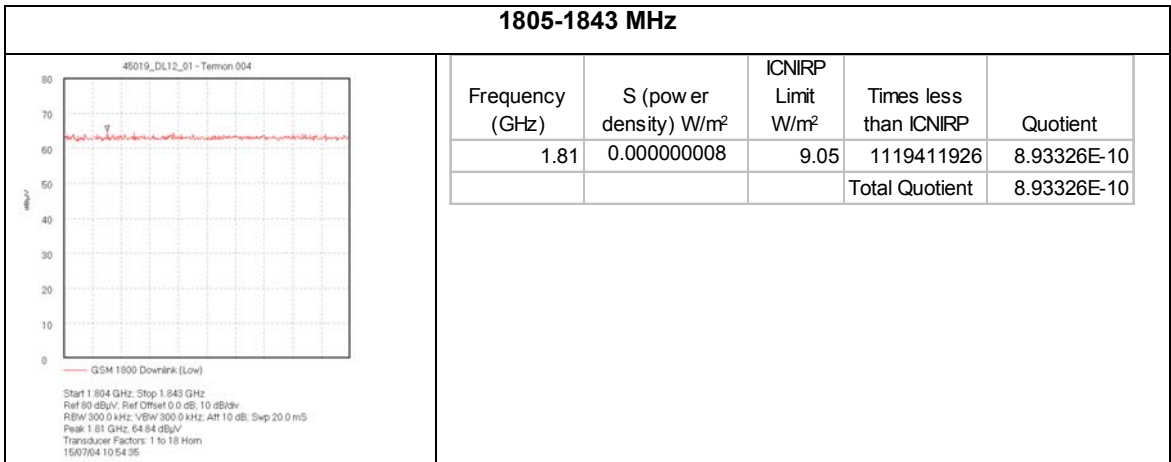 1805-1843 MHz
45019_DL12_01 - Termon 004
80
70
60
50
40
30
20
10
0
dBµV
GSM 1800 Downlink (Low)
Start 1.804 GHz; Stop 1.843 GHz
Ref 80 dBµV; Ref Offset 0.0 dB; 10 dB/div
RBW 300.0 kHz; VBW 300.0 kHz; Att 10 dB; Swp 20.0 mS
Peak 1.81 GHz, 64.84 dBµV
Transducer Factors: 1 to 18 Horn
15/07/04 10:54:35
Frequency (GHz) S (pow er density) W/m² ICNIRP Limit W/m² Times less than ICNIRP Quotient
1.81 0.000000008 9.05 1119411926 8.93326E-10
Total Quotient 8.93326E-10